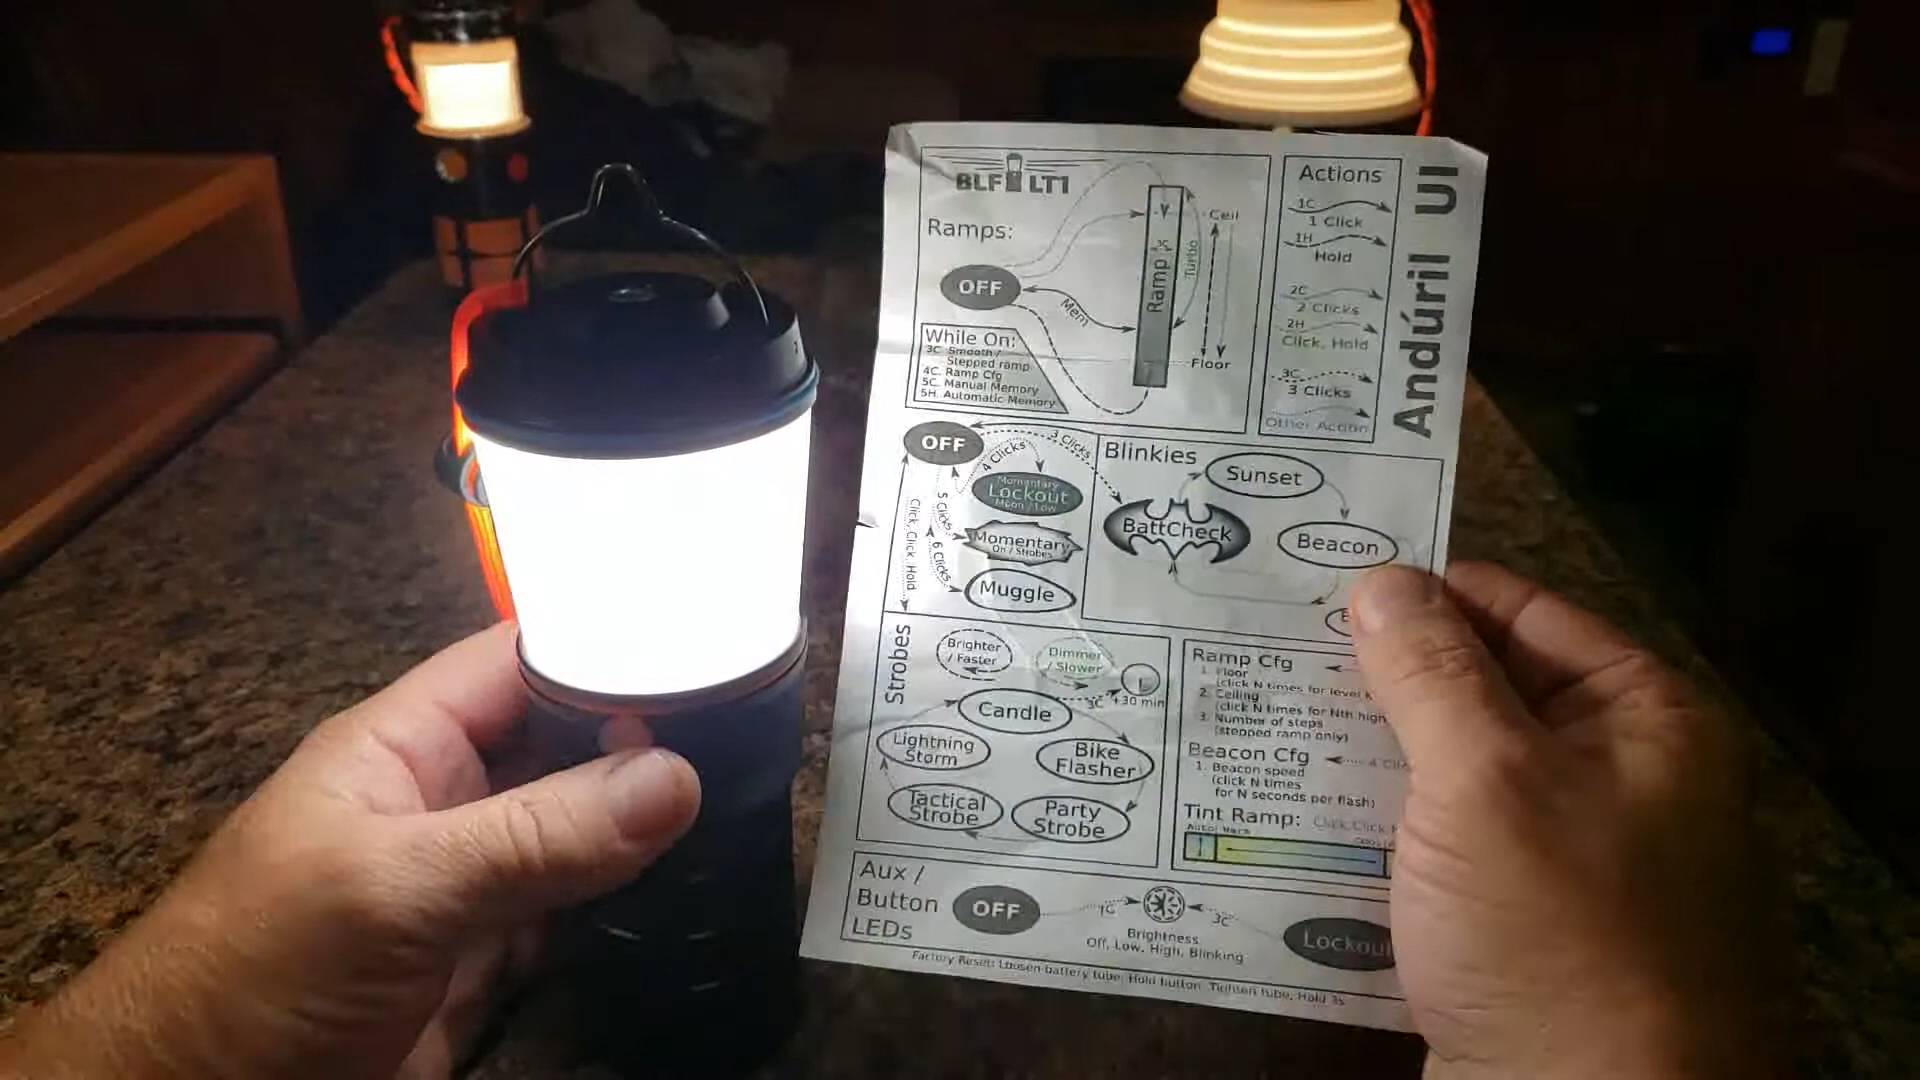 BLF LT1
Ramps:
OFF
Mem
Ramp
3C
Turbo
Ceil
Floor
While On:
3C. Smooth /
Stepped ramp
4C. Ramp Cfg
5C. Manual Memory
5H. Automatic Memory
Actions
1C
1 Click
1H
Hold
2C
2 Clicks
2H
Click, Hold
3C
3 Clicks
Other Action
Andúril UI
OFF
3 Clicks
4 Clicks
Momentary
Lockout
Moon / Low
5 Clicks
Momentary
On / Strobes
6 Clicks
Muggle
Click, Click, Hold
Blinkies
Sunset
BattCheck
Beacon
Strobes
Brighter
/ Faster
Dimmer
/ Slower
3C
+30 min
Candle
Lightning
Storm
Bike
Flasher
Tactical
Strobe
Party
Strobe
Ramp Cfg
1. Floor
(click N times for level
2. Ceiling
(click N times for Nth high
3. Number of steps
(stepped ramp only)
Beacon Cfg
1. Beacon speed
(click N times
for N seconds per flash)
Tint Ramp:
Click, Click
Auto
Warm
Aux /
Button
LEDs
OFF
1C
3C
Brightness
Off, Low, High, Blinking
Lockout
Factory Reset: Loosen battery tube, Hold button, Tighten tube, Hold 3s